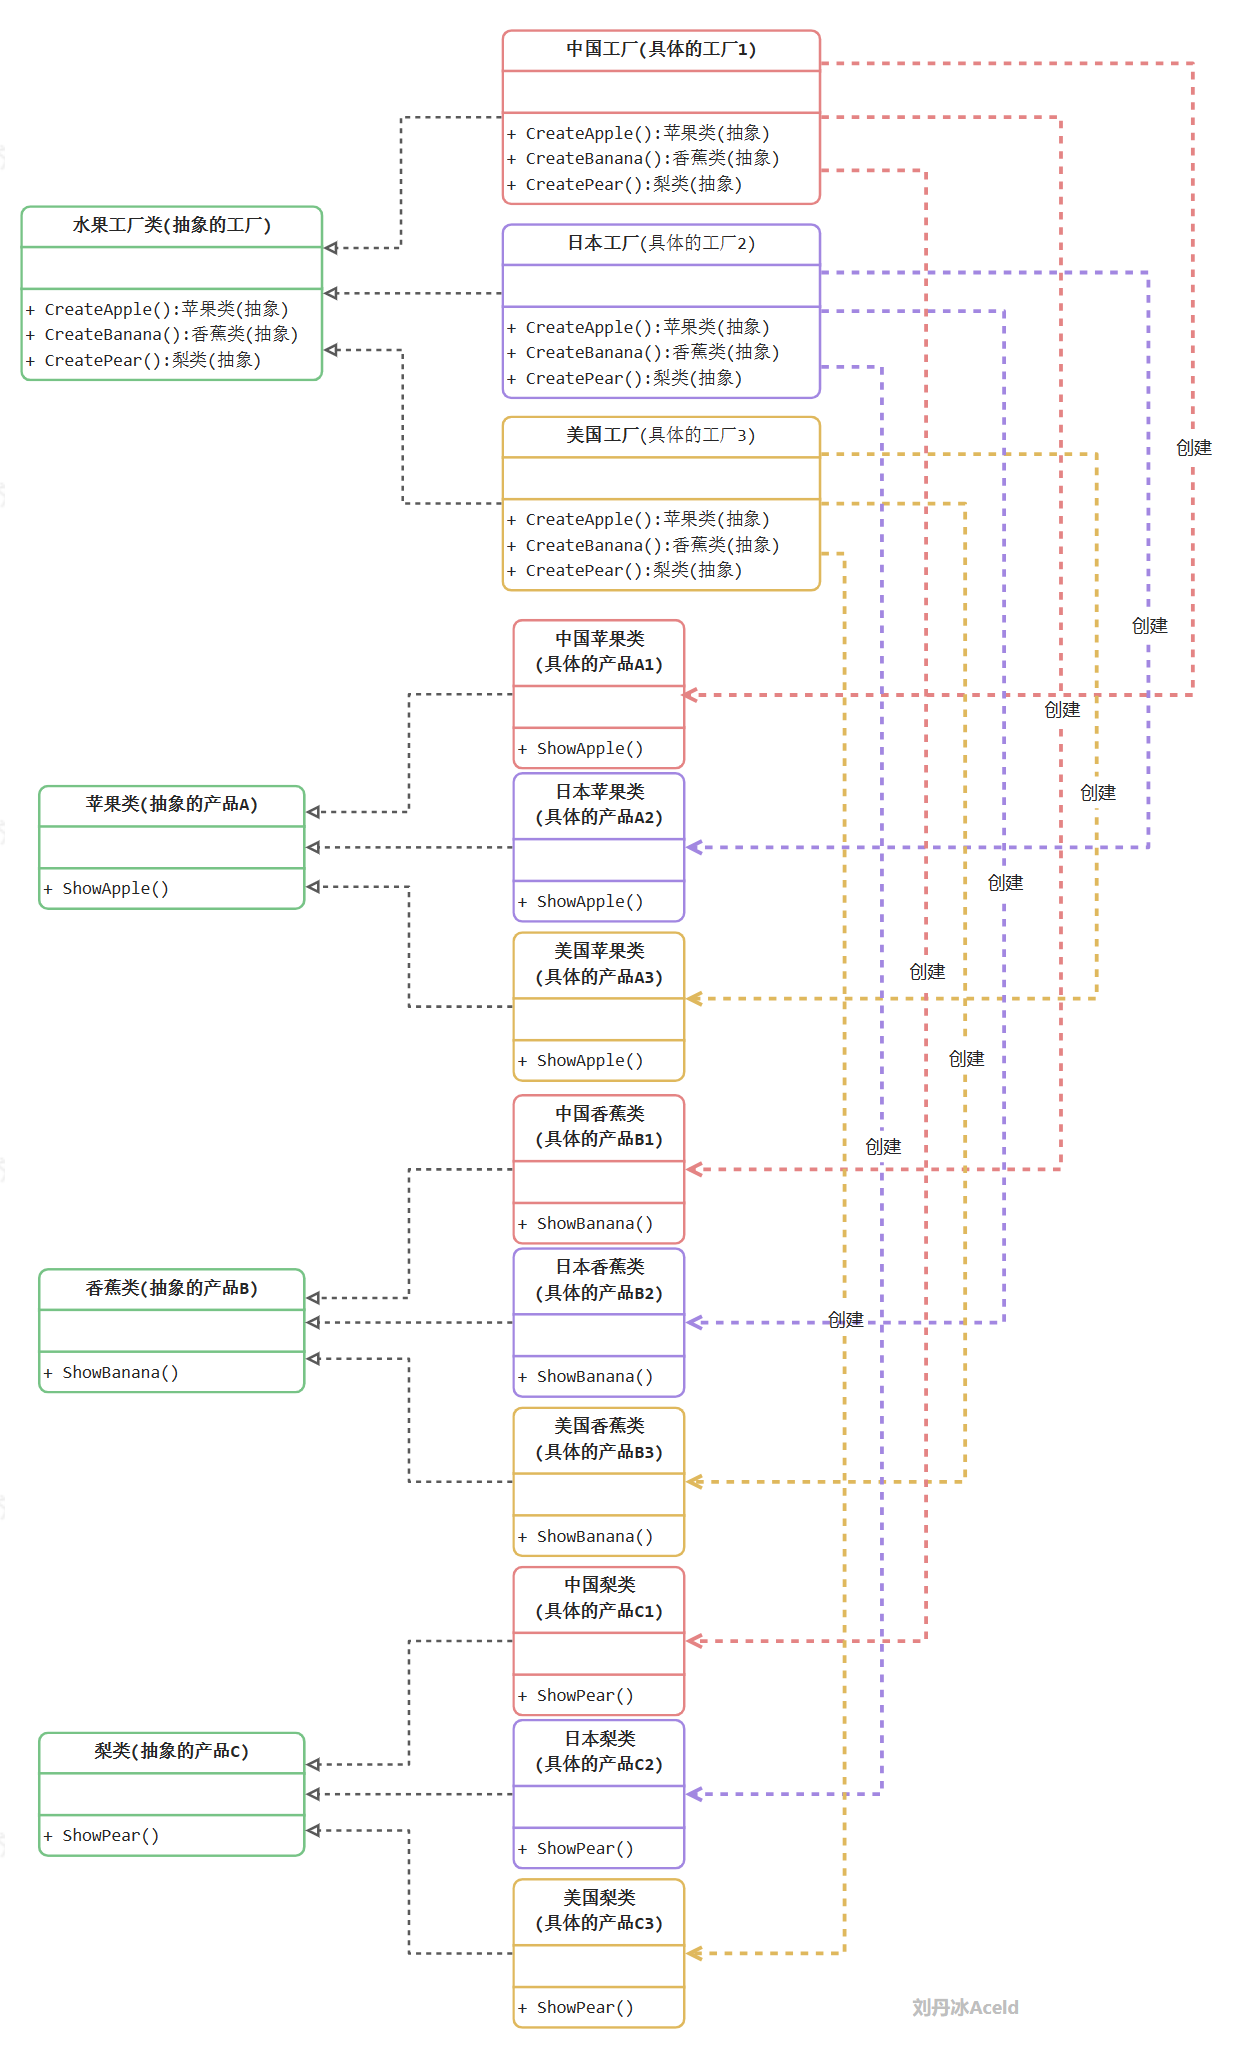 中国工厂(具体的工厂1)
+ CreateApple():苹果类(抽象)
+ CreateBanana():香蕉类(抽象)
+ CreatePear():梨类(抽象)
水果工厂类(抽象的工厂)
+ CreateApple():苹果类(抽象)
+ CreateBanana():香蕉类(抽象)
+ CreatePear():梨类(抽象)
日本工厂(具体的工厂2)
+ CreateApple():苹果类(抽象)
+ CreateBanana():香蕉类(抽象)
+ CreatePear():梨类(抽象)
美国工厂(具体的工厂3)
+ CreateApple():苹果类(抽象)
+ CreateBanana():香蕉类(抽象)
+ CreatePear():梨类(抽象)
创建
创建
中国苹果类
(具体的产品A1)
+ ShowApple()
创建
创建
苹果类(抽象的产品A)
+ ShowApple()
日本苹果类
(具体的产品A2)
+ ShowApple()
创建
美国苹果类
(具体的产品A3)
+ ShowApple()
创建
创建
中国香蕉类
(具体的产品B1)
+ ShowBanana()
创建
香蕉类(抽象的产品B)
+ ShowBanana()
日本香蕉类
(具体的产品B2)
+ ShowBanana()
创建
美国香蕉类
(具体的产品B3)
+ ShowBanana()
中国梨类
(具体的产品C1)
+ ShowPear()
梨类(抽象的产品C)
+ ShowPear()
日本梨类
(具体的产品C2)
+ ShowPear()
美国梨类
(具体的产品C3)
+ ShowPear()
刘丹冰Aceld